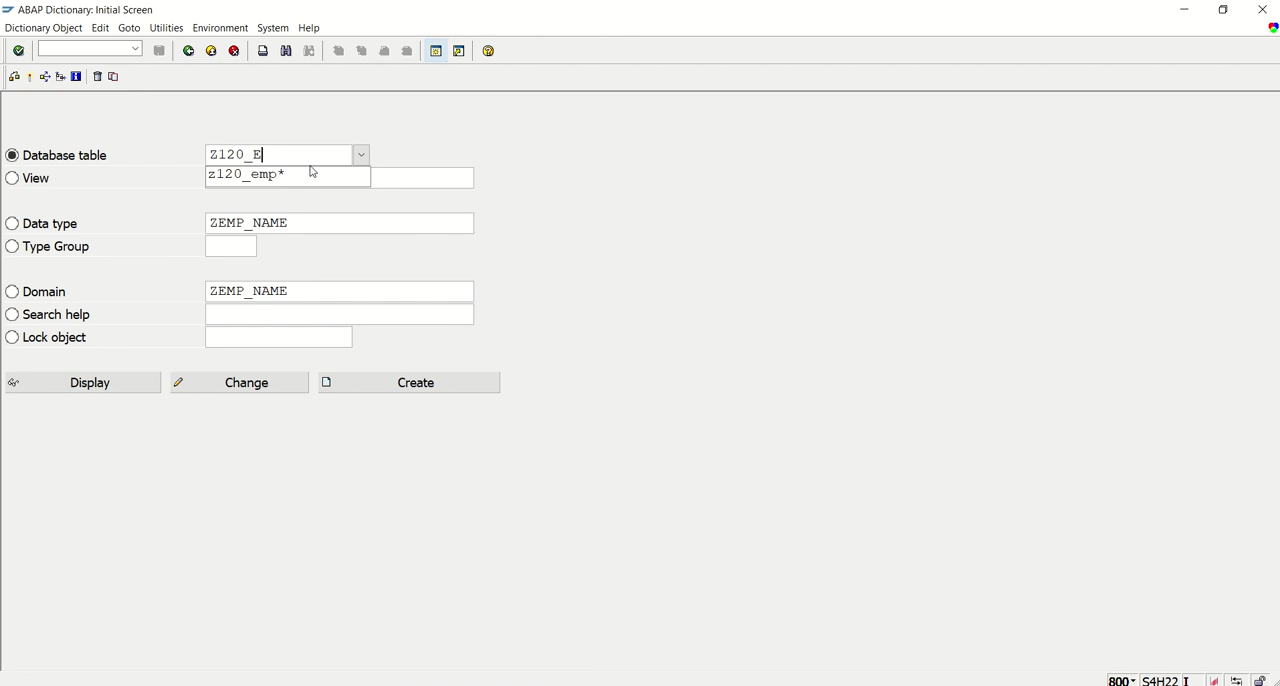 ABAP Dictionary: Initial Screen
Dictionary Object Edit Goto Utilities Environment System Help
Database table Z120_E
z120_emp*
View
Data type ZEMP_NAME
Type Group
Domain ZEMP_NAME
Search help
Lock object
Display Change Create
800 S4H22 I